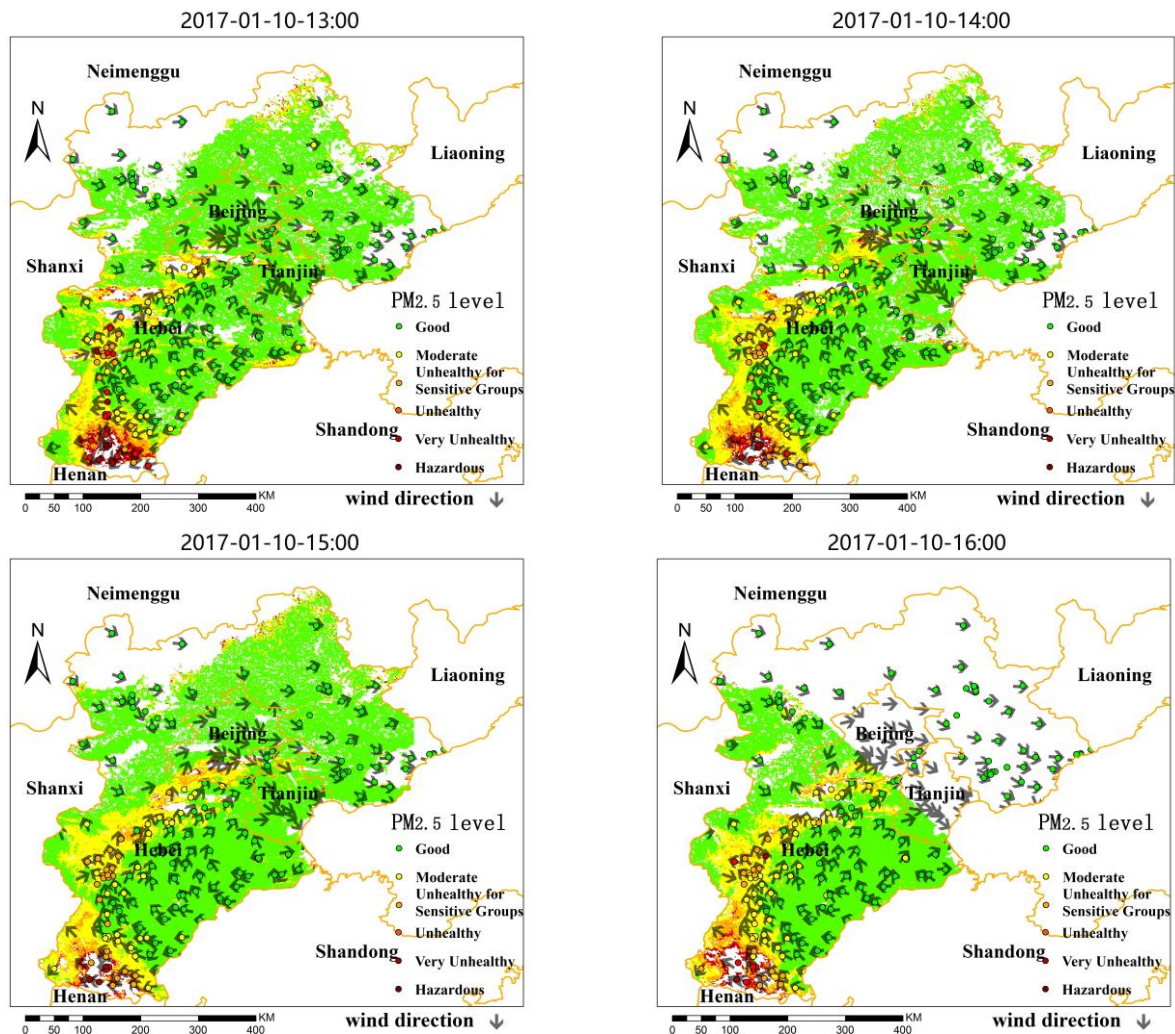 2017-01-10-13:00
Neimenggu
N
Liaoning
Beijing
Shanxi
Tianjin
PM2.5 level
Hebei
Good
Moderate
Unhealthy for
Sensitive Groups
Unhealthy
Shandong
Very Unhealthy
Henan
Hazardous
wind direction
KM
0 25 50 100 200 300 400
2017-01-10-14:00
Neimenggu
N
Liaoning
Beijing
Shanxi
Tianjin
PM2.5 level
Hebei
Good
Moderate
Unhealthy for
Sensitive Groups
Unhealthy
Shandong
Very Unhealthy
Henan
Hazardous
wind direction
KM
0 25 50 100 200 300 400
2017-01-10-15:00
Neimenggu
N
Liaoning
Beijing
Shanxi
Tianjin
PM2.5 level
Hebei
Good
Moderate
Unhealthy for
Sensitive Groups
Unhealthy
Shandong
Very Unhealthy
Henan
Hazardous
wind direction
KM
0 25 50 100 200 300 400
2017-01-10-16:00
Neimenggu
N
Liaoning
Beijing
Shanxi
Tianjin
PM2.5 level
Hebei
Good
Moderate
Unhealthy for
Sensitive Groups
Unhealthy
Shandong
Very Unhealthy
Henan
Hazardous
wind direction
KM
0 25 50 100 200 300 400